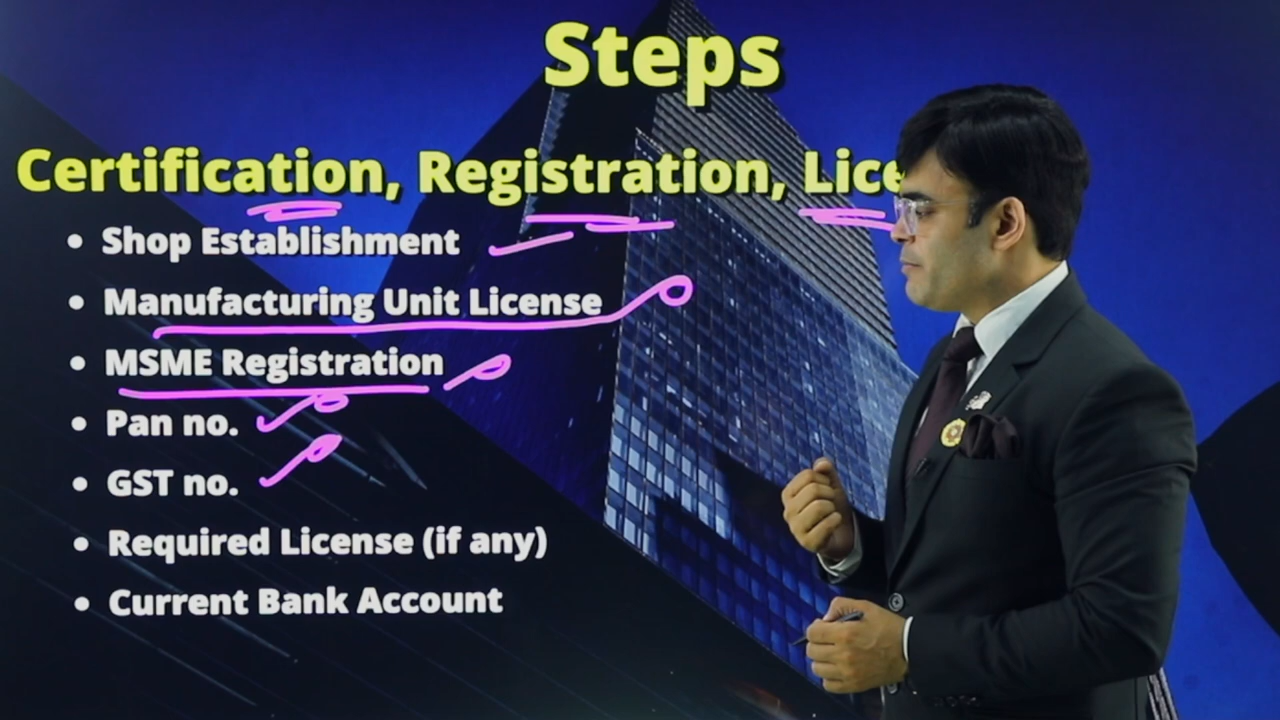 Steps
Certification, Registration,
• Shop Establishment
• Manufacturing Unit License
• MSME Registration
• Pan no.
• GST no.
• Required License (if any)
• Current Bank Account